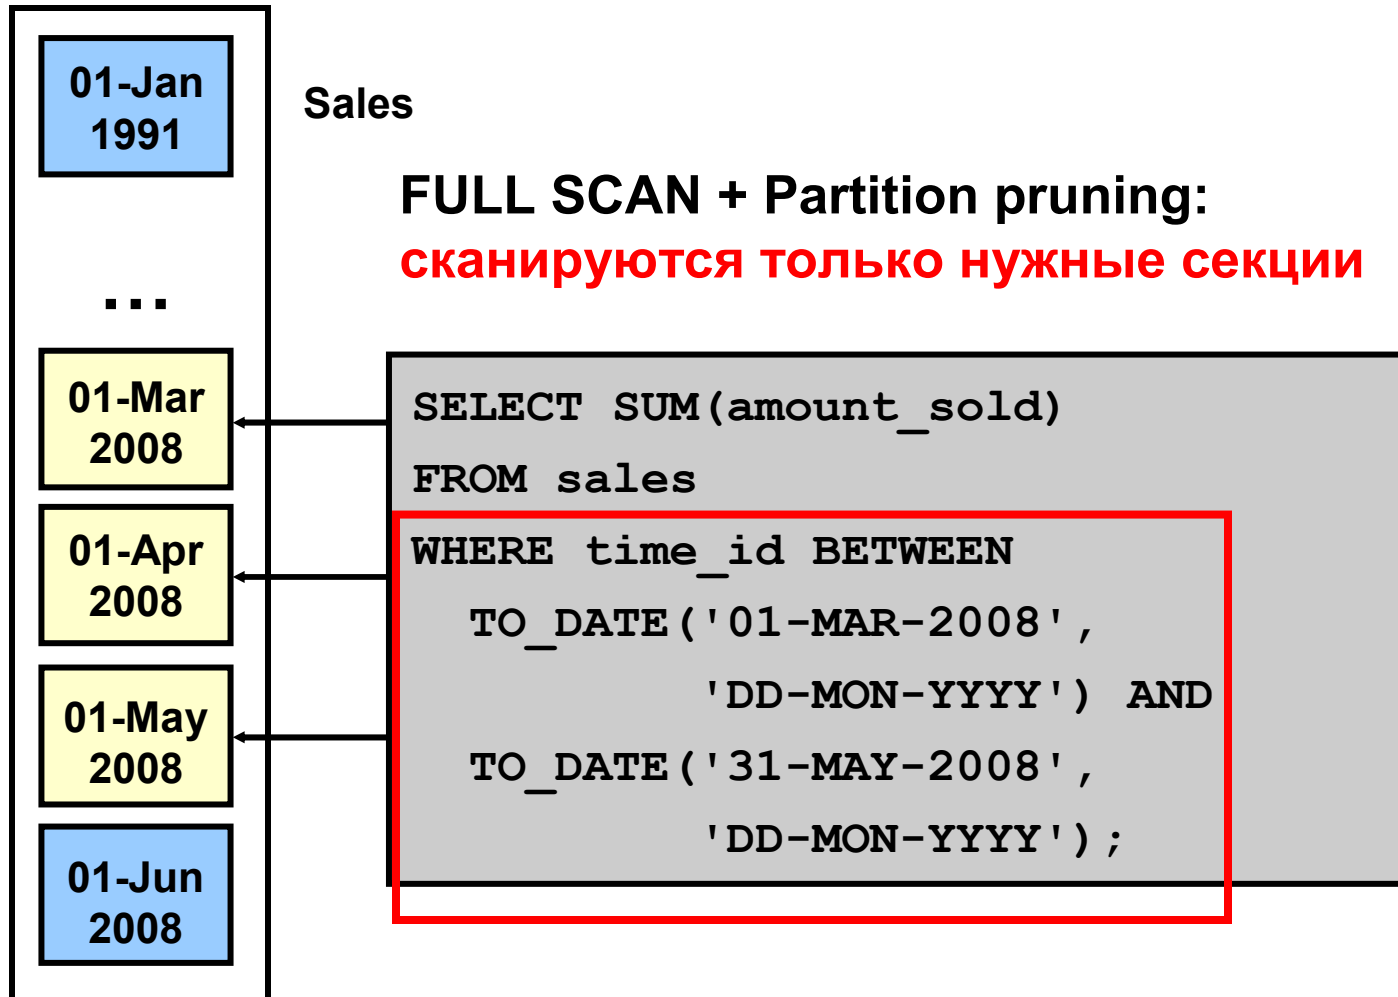 01-Jan
1991
Sales
FULL SCAN + Partition pruning:
сканируются только нужные секции
...
01-Mar
2008
01-Apr
2008
01-May
2008
01-Jun
2008
SELECT SUM(amount_sold)
FROM sales
WHERE time_id BETWEEN
TO_DATE('01-MAR-2008',
'DD-MON-YYYY') AND
TO_DATE('31-MAY-2008',
'DD-MON-YYYY');